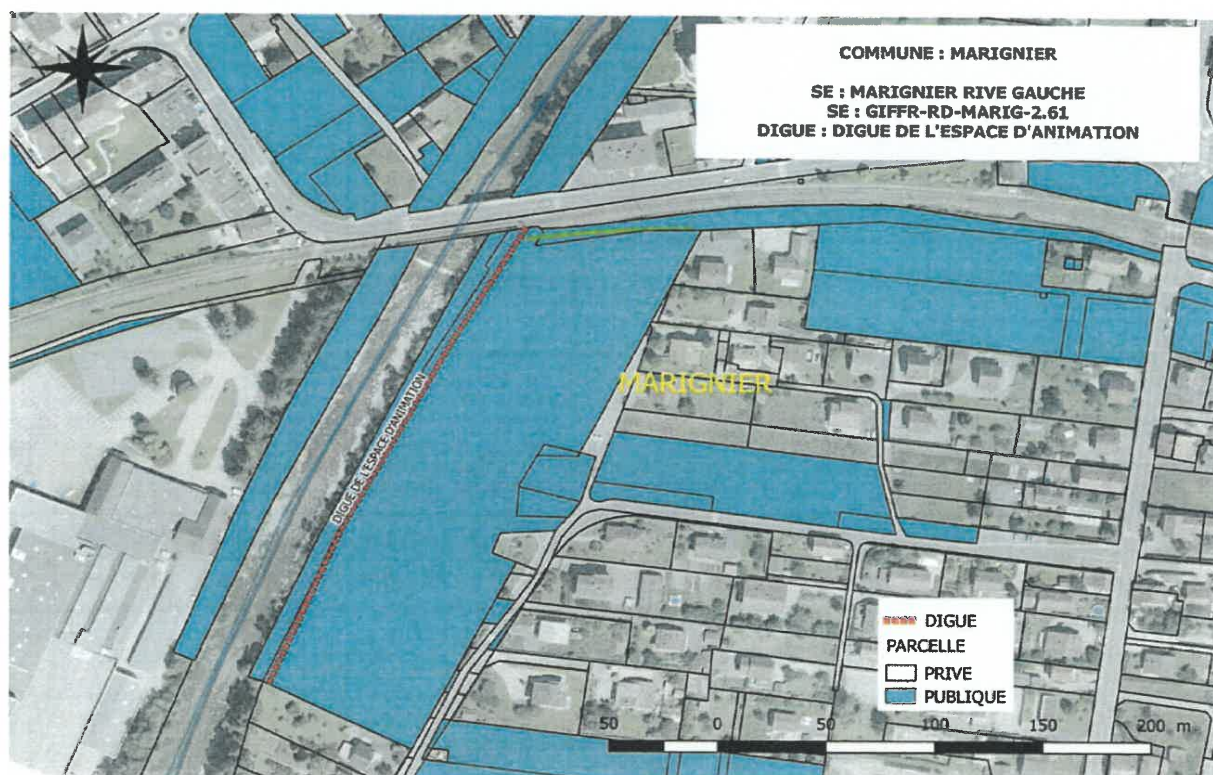 COMMUNE : MARIGNIER
SE : MARIGNIER RIVE GAUCHE
SE : GIFFR-RD-MARIG-2.61
DIGUE : DIGUE DE L'ESPACE D'ANIMATION
MARIGNIER
DIGUE DE L'ESPACE D'ANIMATION
DIGUE
PARCELLE
PRIVE
PUBLIQUE
50 0 50 100 150 200 m